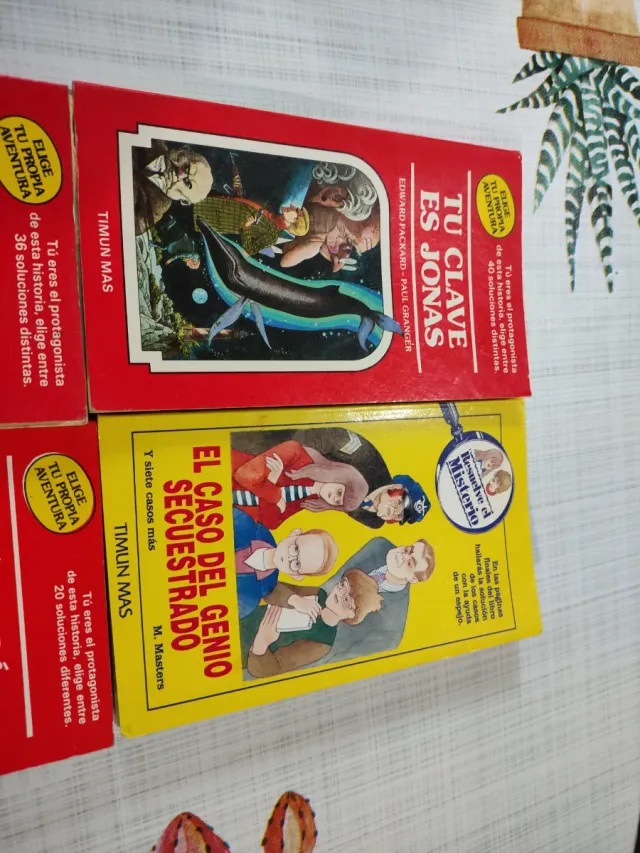 ELIGE
TU PROPIA
AVENTURA
Tú eres el protagonista
de esta historia, elige entre
40 soluciones distintas.
TU CLAVE
ES JONAS
EDWARD PACKARD - PAUL GRANGER
TIMUN MAS
Resuelve el
Misterio
En las páginas
finales del libro
hallarás la solución
de los casos
con la ayuda
de un espejo.
EL CASO DEL GENIO
SECUESTRADO
Y siete casos más
M. Masters
TIMUN MAS
ELIGE
TU PROPIA
AVENTURA
Tú eres el protagonista
de esta historia, elige entre
36 soluciones distintas.
ELIGE
TU PROPIA
AVENTURA
Tú eres el protagonista
de esta historia, elige entre
20 soluciones diferentes.